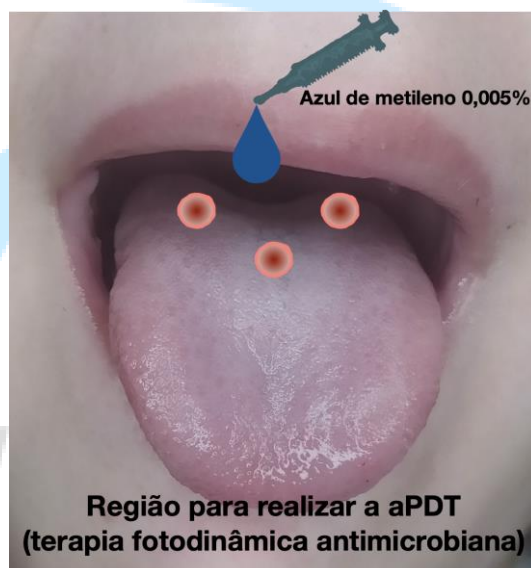 Azul de metileno 0,005%
Região para realizar a aPDT
(terapia fotodinâmica antimicrobiana)